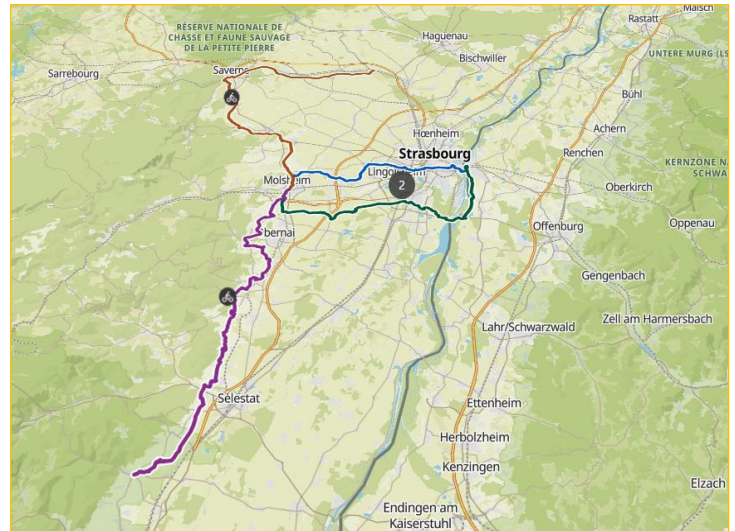 Malsch
RÉSERVE NATIONALE DE
CHASSE ET FAUNE SAUVAGE
DE LA PETITE PIERRE
Rastatt
Haguenau
Bischwiller
UNTERE MURG (LS
Sarrebourg
Saverne
Bühl
Achern
Hœnheim
Strasbourg
Renchen
KERNZONE N
SCHWA
Molsheim
2
Oberkirch
Oppenau
bernai
Offenburg
Gengenbach
Zell am Harmersbach
Lahr/Schwarzwald
Sélestat
Ettenheim
Herbolzheim
Kenzingen
Elzach
Endingen am
Kaiserstuhl